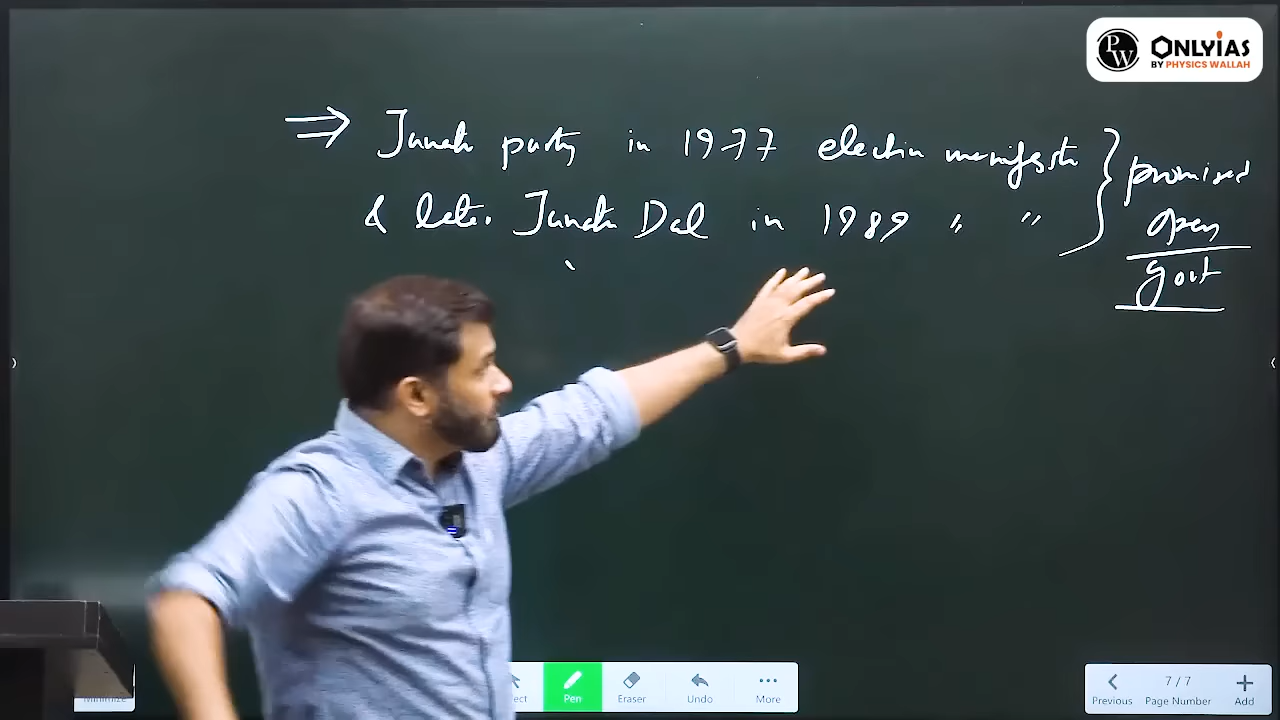 PW ONLYIAS
BY PHYSICS WALLAH
⇒ Janata party in 1977 election manifesto } promised
& later Janata Dal in 1989 " " open
govt
Minimize
Pen
Eraser
Undo
More
7 / 7
Previous
Page Number
Add